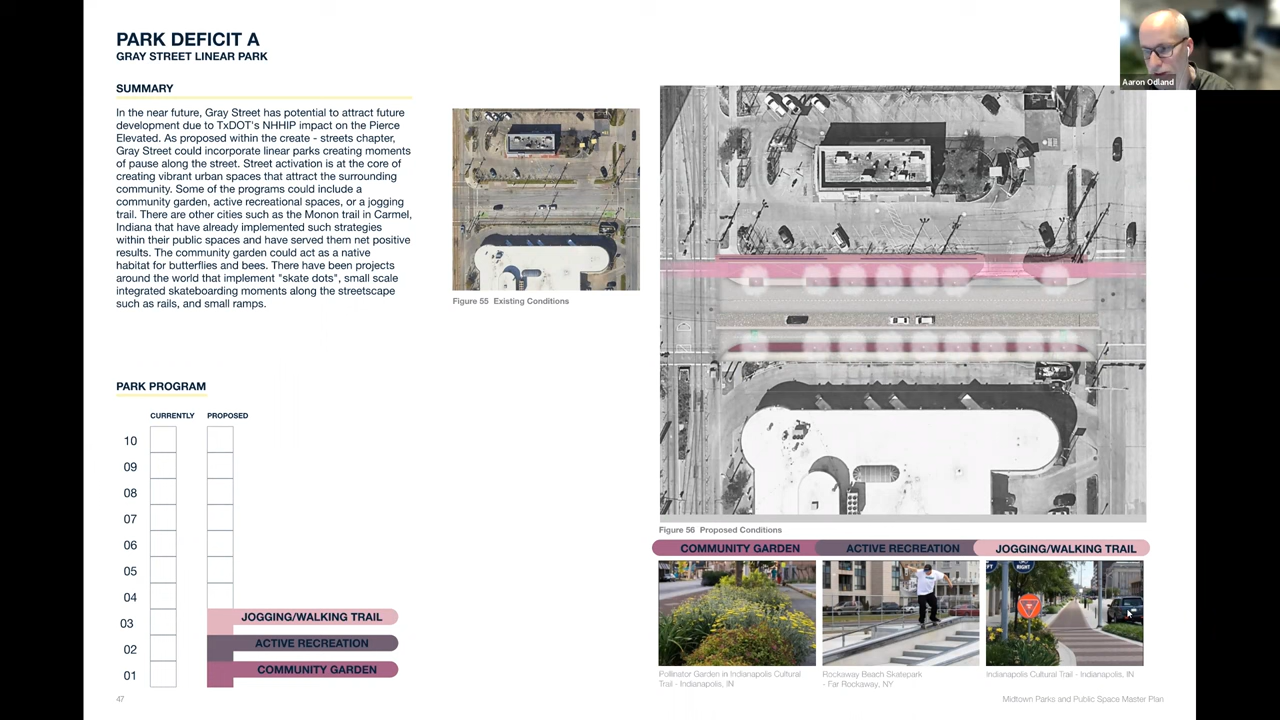 PARK DEFICIT A
GRAY STREET LINEAR PARK
SUMMARY
In the near future, Gray Street has potential to attract future
development due to TxDOT's NHHIP impact on the Pierce
Elevated. As proposed within the create - streets chapter,
Gray Street could incorporate linear parks creating moments
of pause along the street. Street activation is at the core of
creating vibrant urban spaces that attract the surrounding
community. Some of the programs could include a
community garden, active recreational spaces, or a jogging
trail. There are other cities such as the Monon trail in Carmel,
Indiana that have already implemented such strategies
within their public spaces and have served them net positive
results. The community garden could act as a native
habitat for butterflies and bees. There have been projects
around the world that implement "skate dots", small scale
integrated skateboarding moments along the streetscape
such as rails, and small ramps.
Figure 55 Existing Conditions
Aaron Odland
PARK PROGRAM
CURRENTLY PROPOSED
10
09
08
07
06
05
04
03 JOGGING/WALKING TRAIL
02 ACTIVE RECREATION
01 COMMUNITY GARDEN
Figure 56 Proposed Conditions
COMMUNITY GARDEN ACTIVE RECREATION JOGGING/WALKING TRAIL
RIGHT
Pollinator Garden in Indianapolis Cultural
Trail - Indianapolis, IN
Rockaway Beach Skatepark
- Far Rockaway, NY
Indianapolis Cultural Trail - Indianapolis, IN
47
Midtown Parks and Public Space Master Plan